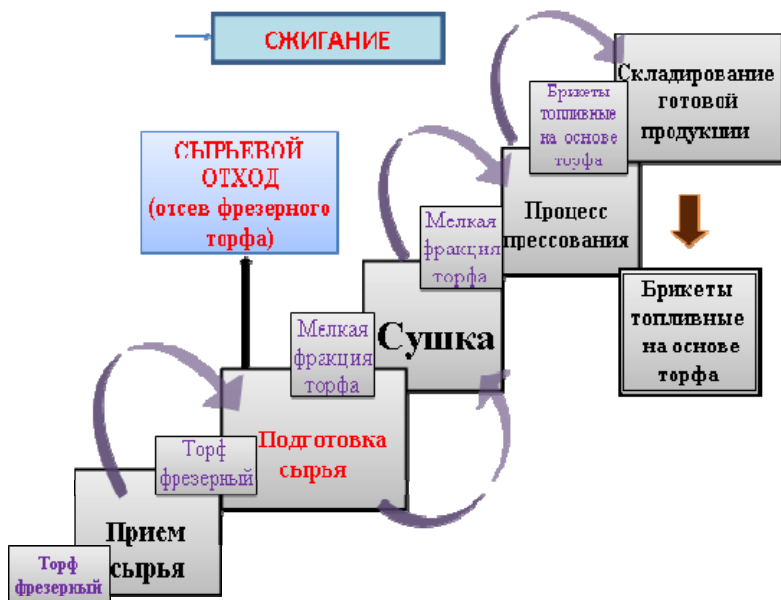 СЖИГАНИЕ
Складирование
готовой
продукции
Брикеты
топливные
на основе
торфа
СЫРЬЕВОЙ
ОТХОД
(отсев фрезерного
торфа)
Процесс
прессования
Мелкая
фракция
торфа
Брикеты
топливные
на основе
торфа
Сушка
Мелкая
фракция
торфа
Подготовка
сырья
Торф
фрезерный
Прием
сырья
Торф
фрезерный